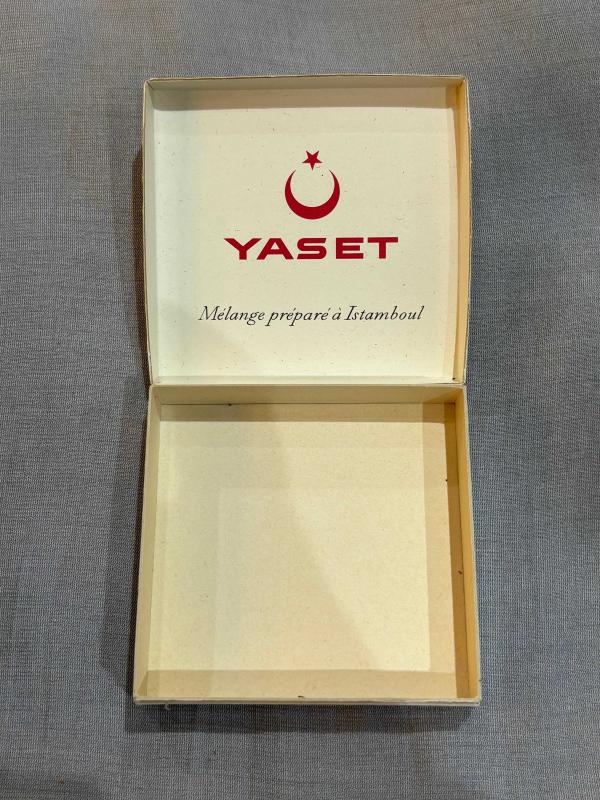 YASET
Mélange préparé à Istamboul